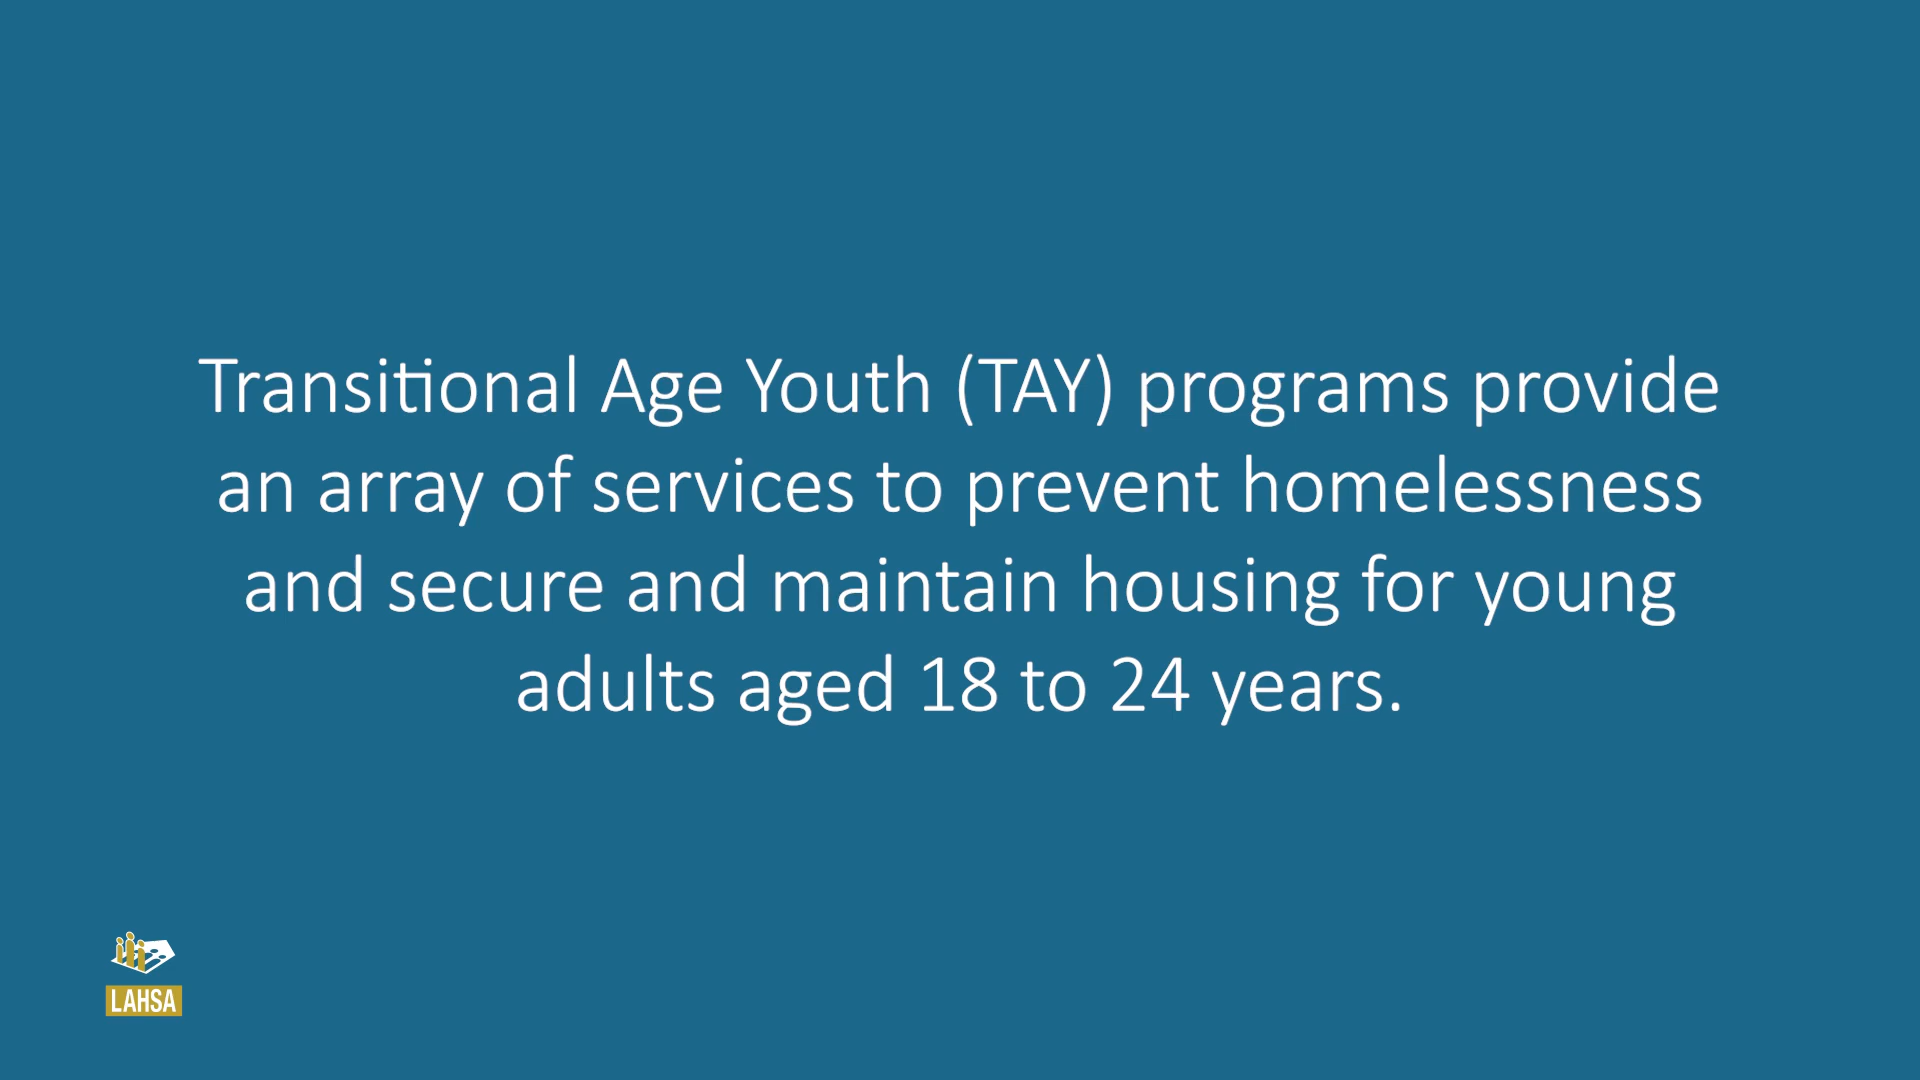 Transitional Age Youth (TAY) programs provide
an array of services to prevent homelessness
and secure and maintain housing for young
adults aged 18 to 24 years.
LAHSA